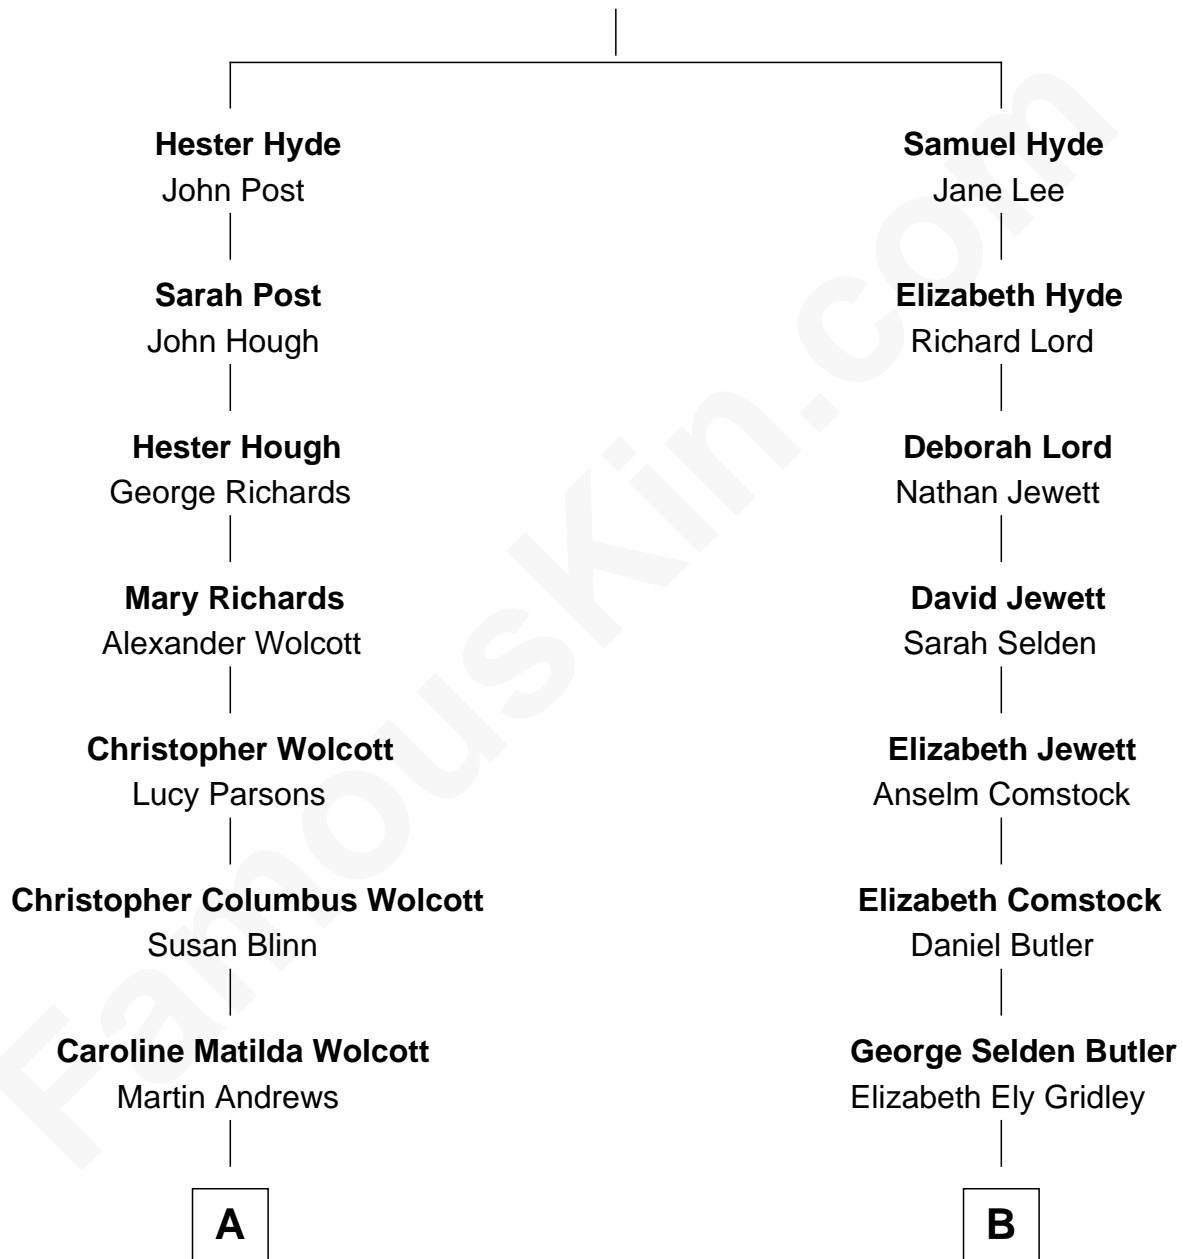 Hester Hyde
John Post
Sarah Post
John Hough
Hester Hough
George Richards
Mary Richards
Alexander Wolcott
Christopher Wolcott
Lucy Parsons
Christopher Columbus Wolcott
Susan Blinn
Caroline Matilda Wolcott
Martin Andrews
A
Samuel Hyde
Jane Lee
Elizabeth Hyde
Richard Lord
Deborah Lord
Nathan Jewett
David Jewett
Sarah Selden
Elizabeth Jewett
Anselm Comstock
Elizabeth Comstock
Daniel Butler
George Selden Butler
Elizabeth Ely Gridley
B
FamousKin.com